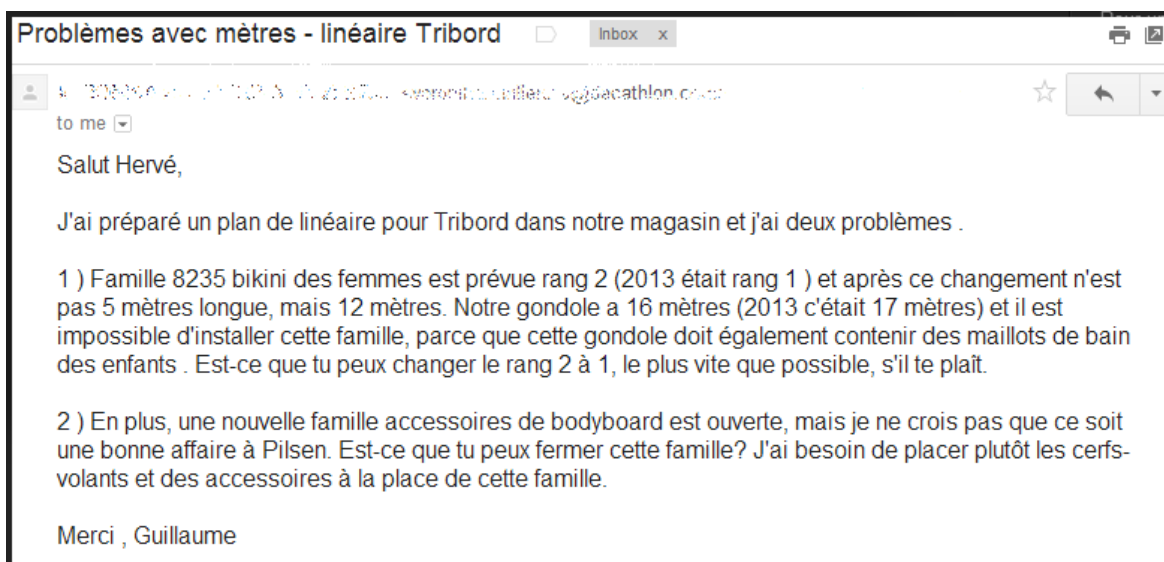 Problèmes avec mètres - linéaire Tribord
Inbox x
to me
Salut Hervé,
J'ai préparé un plan de linéaire pour Tribord dans notre magasin et j'ai deux problèmes .
1 ) Famille 8235 bikini des femmes est prévue rang 2 (2013 était rang 1 ) et après ce changement n'est
pas 5 mètres longue, mais 12 mètres. Notre gondole a 16 mètres (2013 c'était 17 mètres) et il est
impossible d'installer cette famille, parce que cette gondole doit également contenir des maillots de bain
des enfants . Est-ce que tu peux changer le rang 2 à 1, le plus vite que possible, s'il te plaît.
2 ) En plus, une nouvelle famille accessoires de bodyboard est ouverte, mais je ne crois pas que ce soit
une bonne affaire à Pilsen. Est-ce que tu peux fermer cette famille? J'ai besoin de placer plutôt les cerfs-
volants et des accessoires à la place de cette famille.
Merci , Guillaume